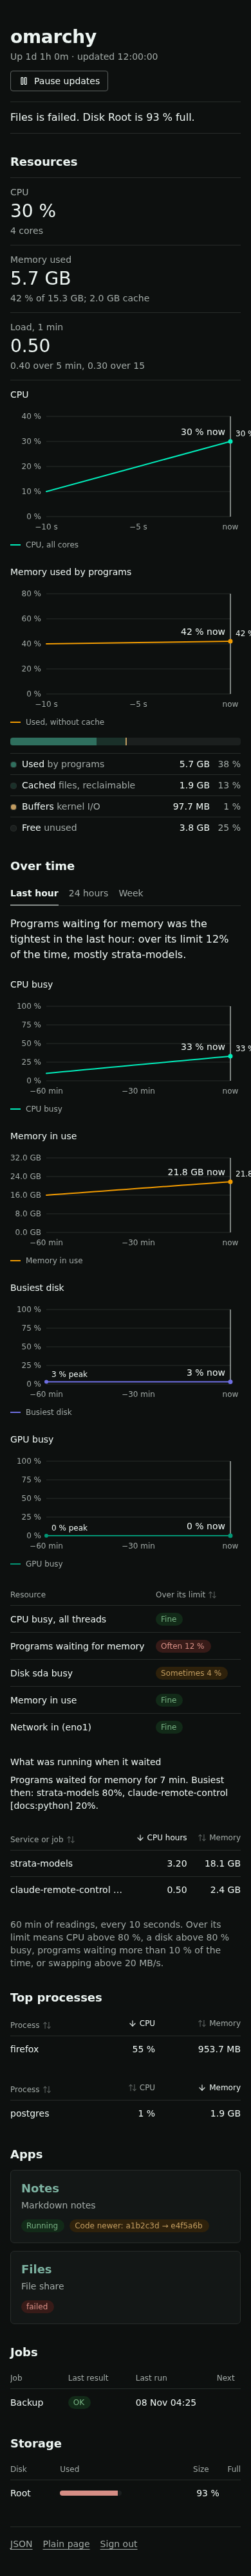 omarchy
Up 1d 1h 0m · updated 12:00:00
Pause updates
Files is failed. Disk Root is 93 % full.
Resources
CPU
30 %
4 cores
Memory used
5.7 GB
42 % of 15.3 GB; 2.0 GB cache
Load, 1 min
0.50
0.40 over 5 min, 0.30 over 15
CPU
40 %
30 % now
30 %
30 %
20 %
10 %
0 %
−10 s
−5 s
now
CPU, all cores
Memory used by programs
80 %
60 %
42 % now
42 %
40 %
20 %
0 %
−10 s
−5 s
now
Used, without cache
Used by programs 5.7 GB 38 %
Cached files, reclaimable 1.9 GB 13 %
Buffers kernel I/O 97.7 MB 1 %
Free unused 3.8 GB 25 %
Over time
Last hour 24 hours Week
Programs waiting for memory was the
tightest in the last hour: over its limit 12%
of the time, mostly strata-models.
CPU busy
100 %
75 %
50 %
33 % now
33 %
25 %
0 %
−60 min
−30 min
now
CPU busy
Memory in use
32.0 GB
24.0 GB
21.8 GB now
21.8
16.0 GB
8.0 GB
0.0 GB
−60 min
−30 min
now
Memory in use
Busiest disk
100 %
75 %
50 %
25 %
3 % peak
3 % now
0 %
−60 min
−30 min
now
Busiest disk
GPU busy
100 %
75 %
50 %
25 %
0 % peak
0 % now
0 %
−60 min
−30 min
now
GPU busy
Resource Over its limit
CPU busy, all threads Fine
Programs waiting for memory Often 12 %
Disk sda busy Sometimes 4 %
Memory in use Fine
Network in (eno1) Fine
What was running when it waited
Programs waited for memory for 7 min. Busiest
then: strata-models 80%, claude-remote-control
[docs:python] 20%.
Service or job CPU hours Memory
strata-models 3.20 18.1 GB
claude-remote-control … 0.50 2.4 GB
60 min of readings, every 10 seconds. Over its
limit means CPU above 80 %, a disk above 80 %
busy, programs waiting more than 10 % of the
time, or swapping above 20 MB/s.
Top processes
Process CPU Memory
firefox 55 % 953.7 MB
Process CPU Memory
postgres 1 % 1.9 GB
Apps
Notes
Markdown notes
Running Code newer: a1b2c3d → e4f5a6b
Files
File share
failed
Jobs
Job Last result Last run Next
Backup OK 08 Nov 04:25
Storage
Disk Used Size Full
Root 93 %
JSON Plain page Sign out